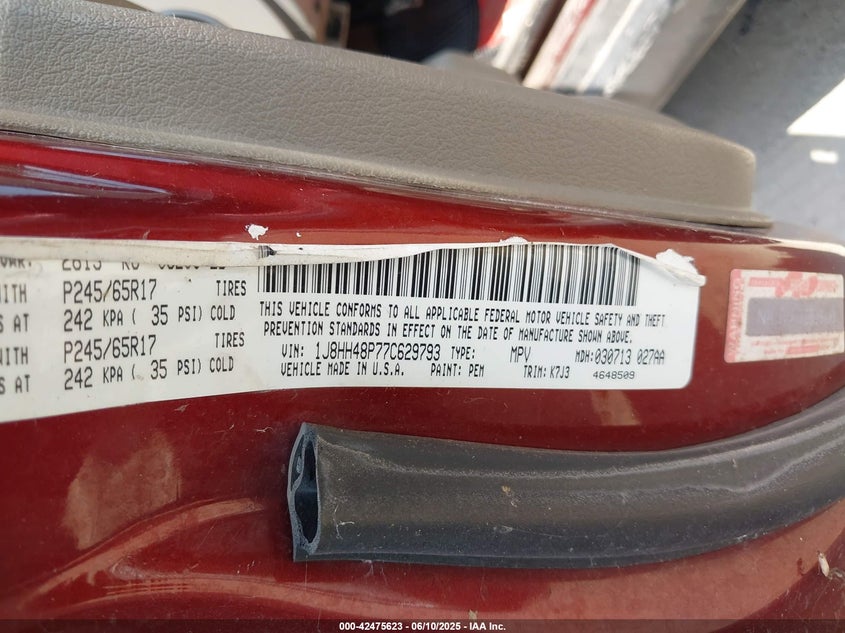 P245/65R17 TIRES
242 KPA ( 35 PSI) COLD
P245/65R17 TIRES
242 KPA ( 35 PSI) COLD
THIS VEHICLE CONFORMS TO ALL APPLICABLE FEDERAL MOTOR VEHICLE SAFETY AND THEFT
PREVENTION STANDARDS IN EFFECT ON THE DATE OF MANUFACTURE SHOWN ABOVE.
VIN: 1J8HH48P77C629793 TYPE: MPV MDH:030713 027AA
VEHICLE MADE IN U.S.A. PAINT: PEM TRIM: K7J3 4648509
000-42475623 - 06/10/2025 - IAA Inc.